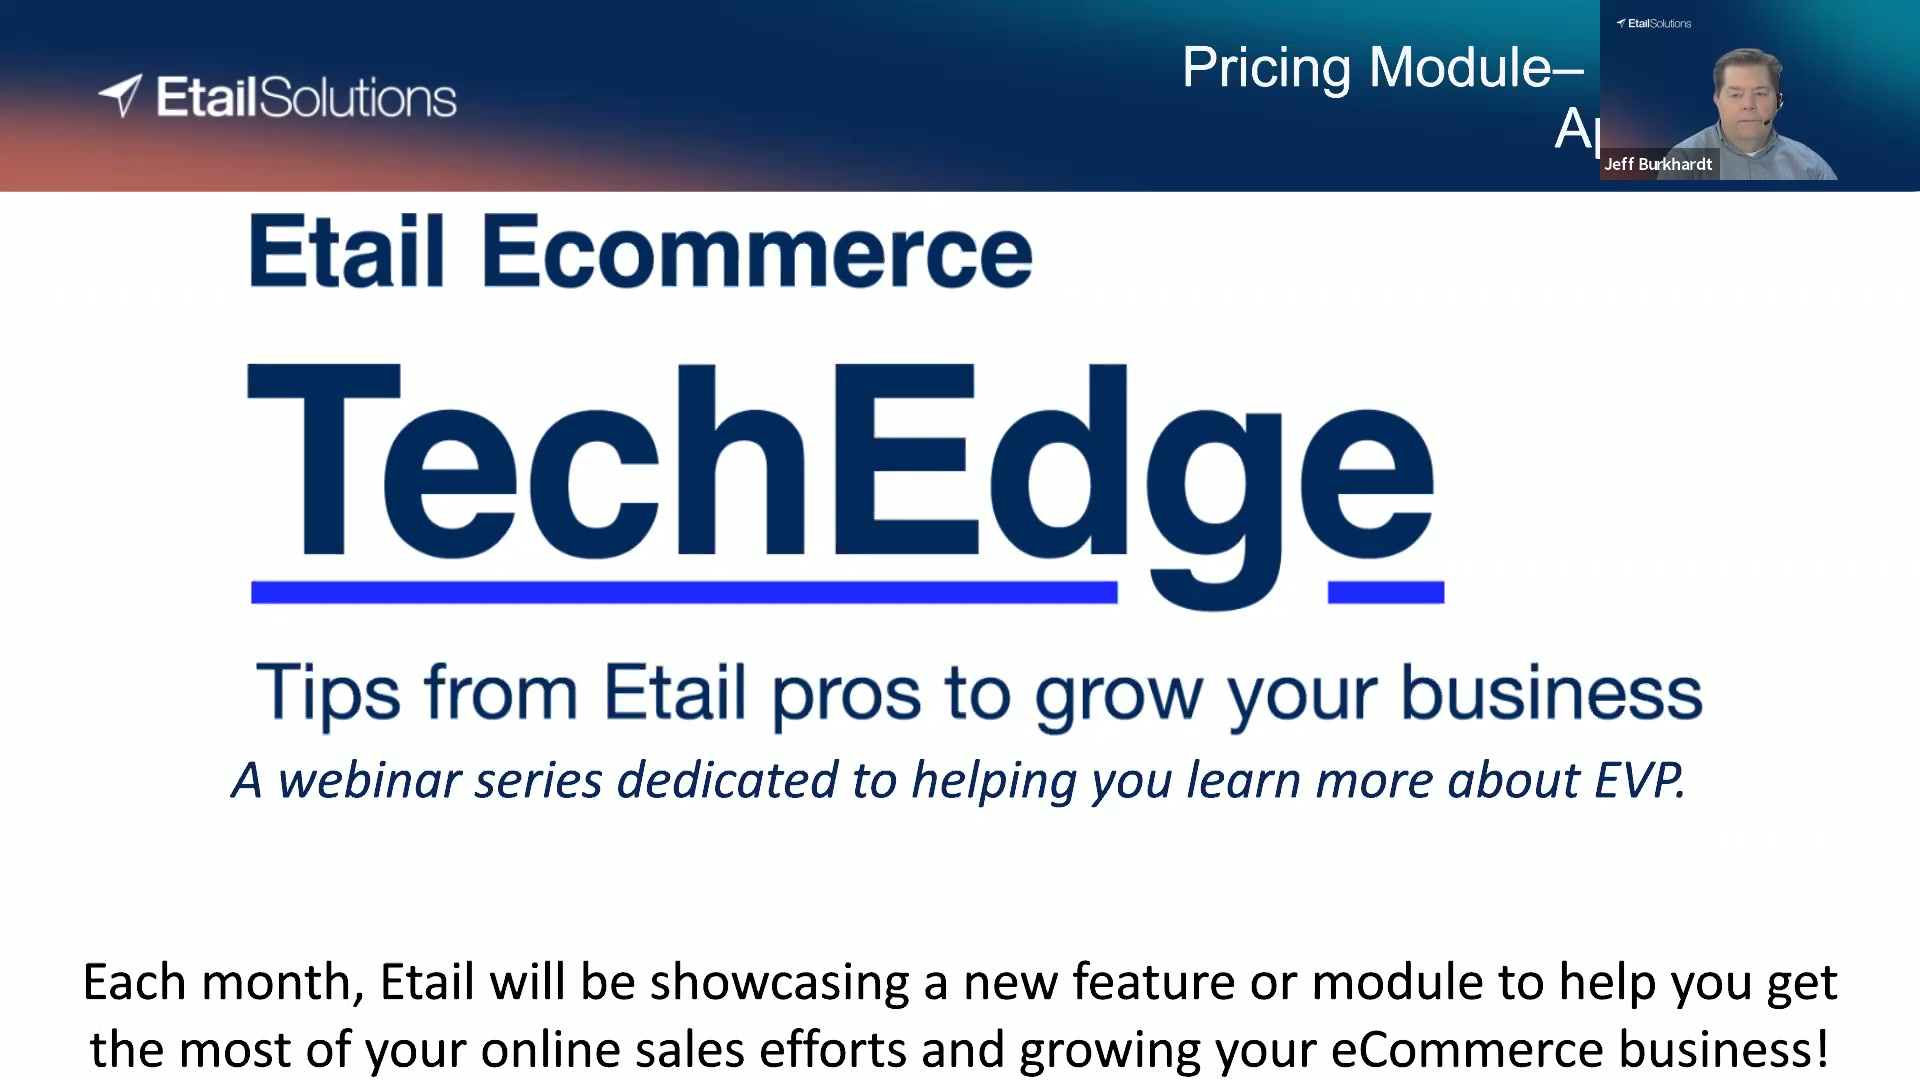 EtailSolutions
Pricing Module–
EtailSolutions
Jeff Burkhardt
Etail Ecommerce
TechEdge
Tips from Etail pros to grow your business
A webinar series dedicated to helping you learn more about EVP.
Each month, Etail will be showcasing a new feature or module to help you get
the most of your online sales efforts and growing your eCommerce business!